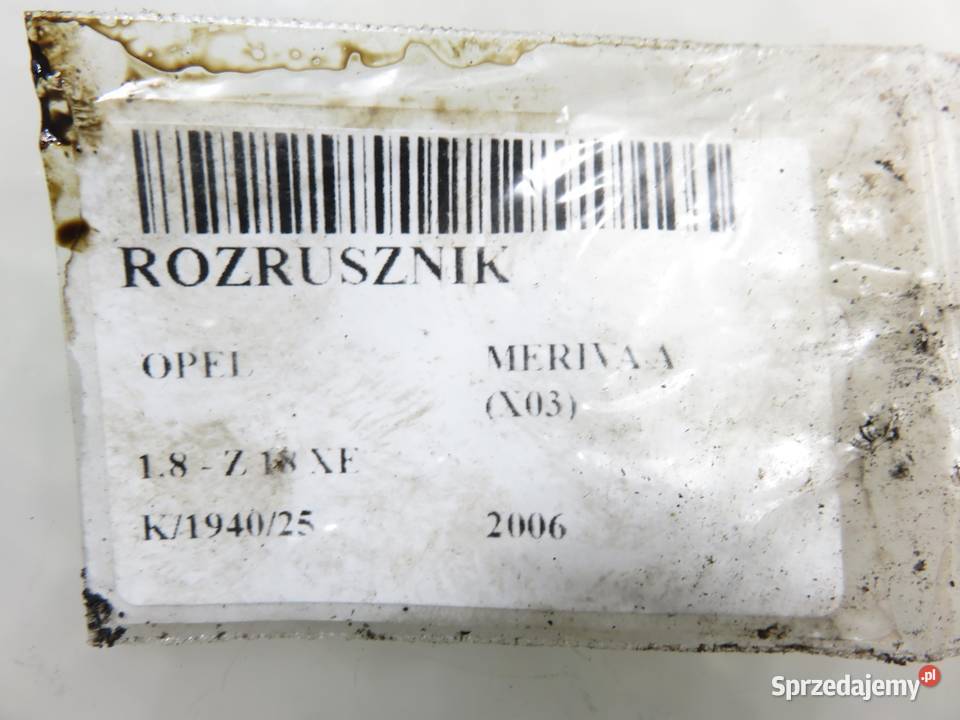 ROZRUSZNIK
OPEL MERIVA A
(X03)
1.8 - Z 18 XE
K/1940/25 2006
Sprzedajemy.pl